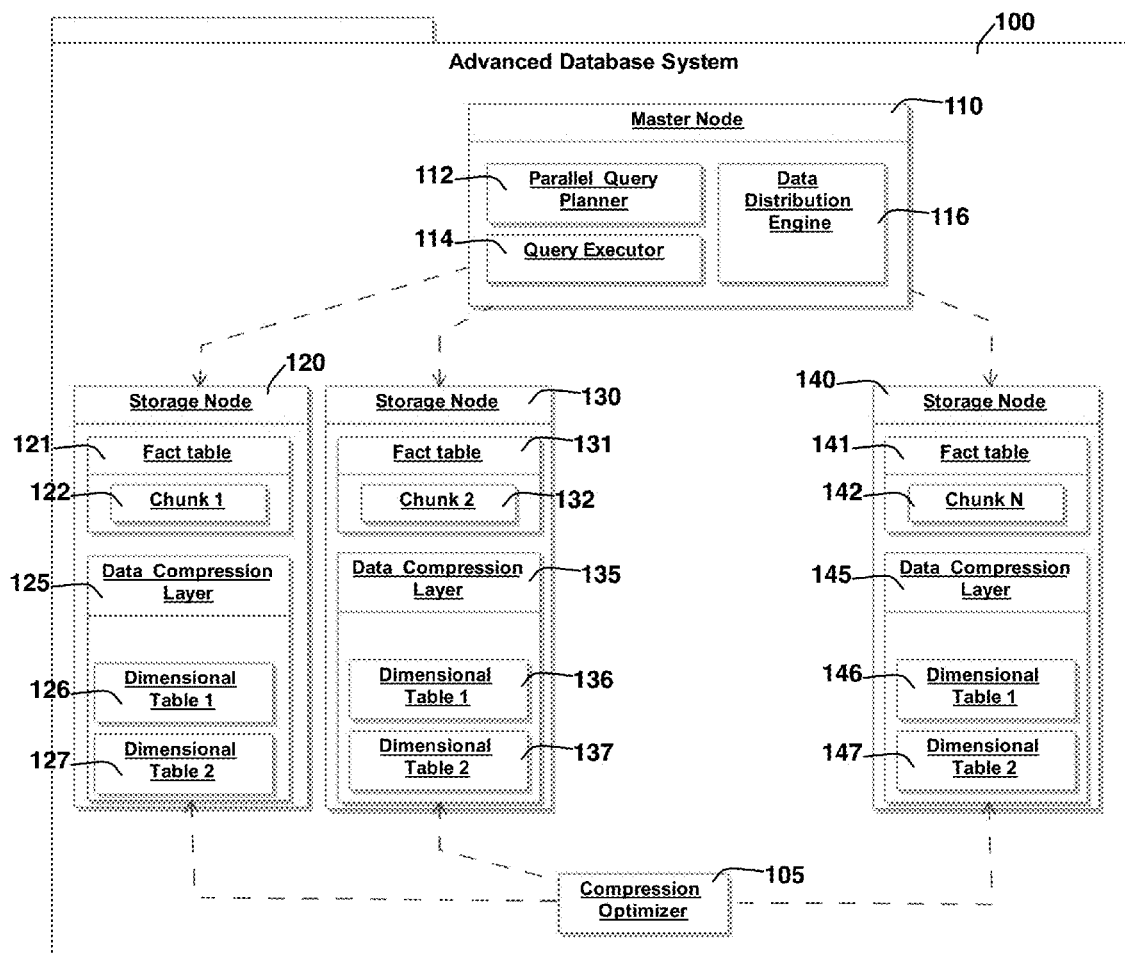 100
Advanced Database System
110
Master Node
112
Parallel Query
Planner
Data
Distribution
Engine
116
114
Query Executor
120
Storage Node
130
Storage Node
140
Storage Node
121
Fact table
131
Fact table
141
Fact table
122
Chunk 1
132
Chunk 2
142
Chunk N
125
Data Compression
Layer
135
Data Compression
Layer
145
Data Compression
Layer
126
Dimensional
Table 1
136
Dimensional
Table 1
146
Dimensional
Table 1
127
Dimensional
Table 2
137
Dimensional
Table 2
147
Dimensional
Table 2
105
Compression
Optimizer